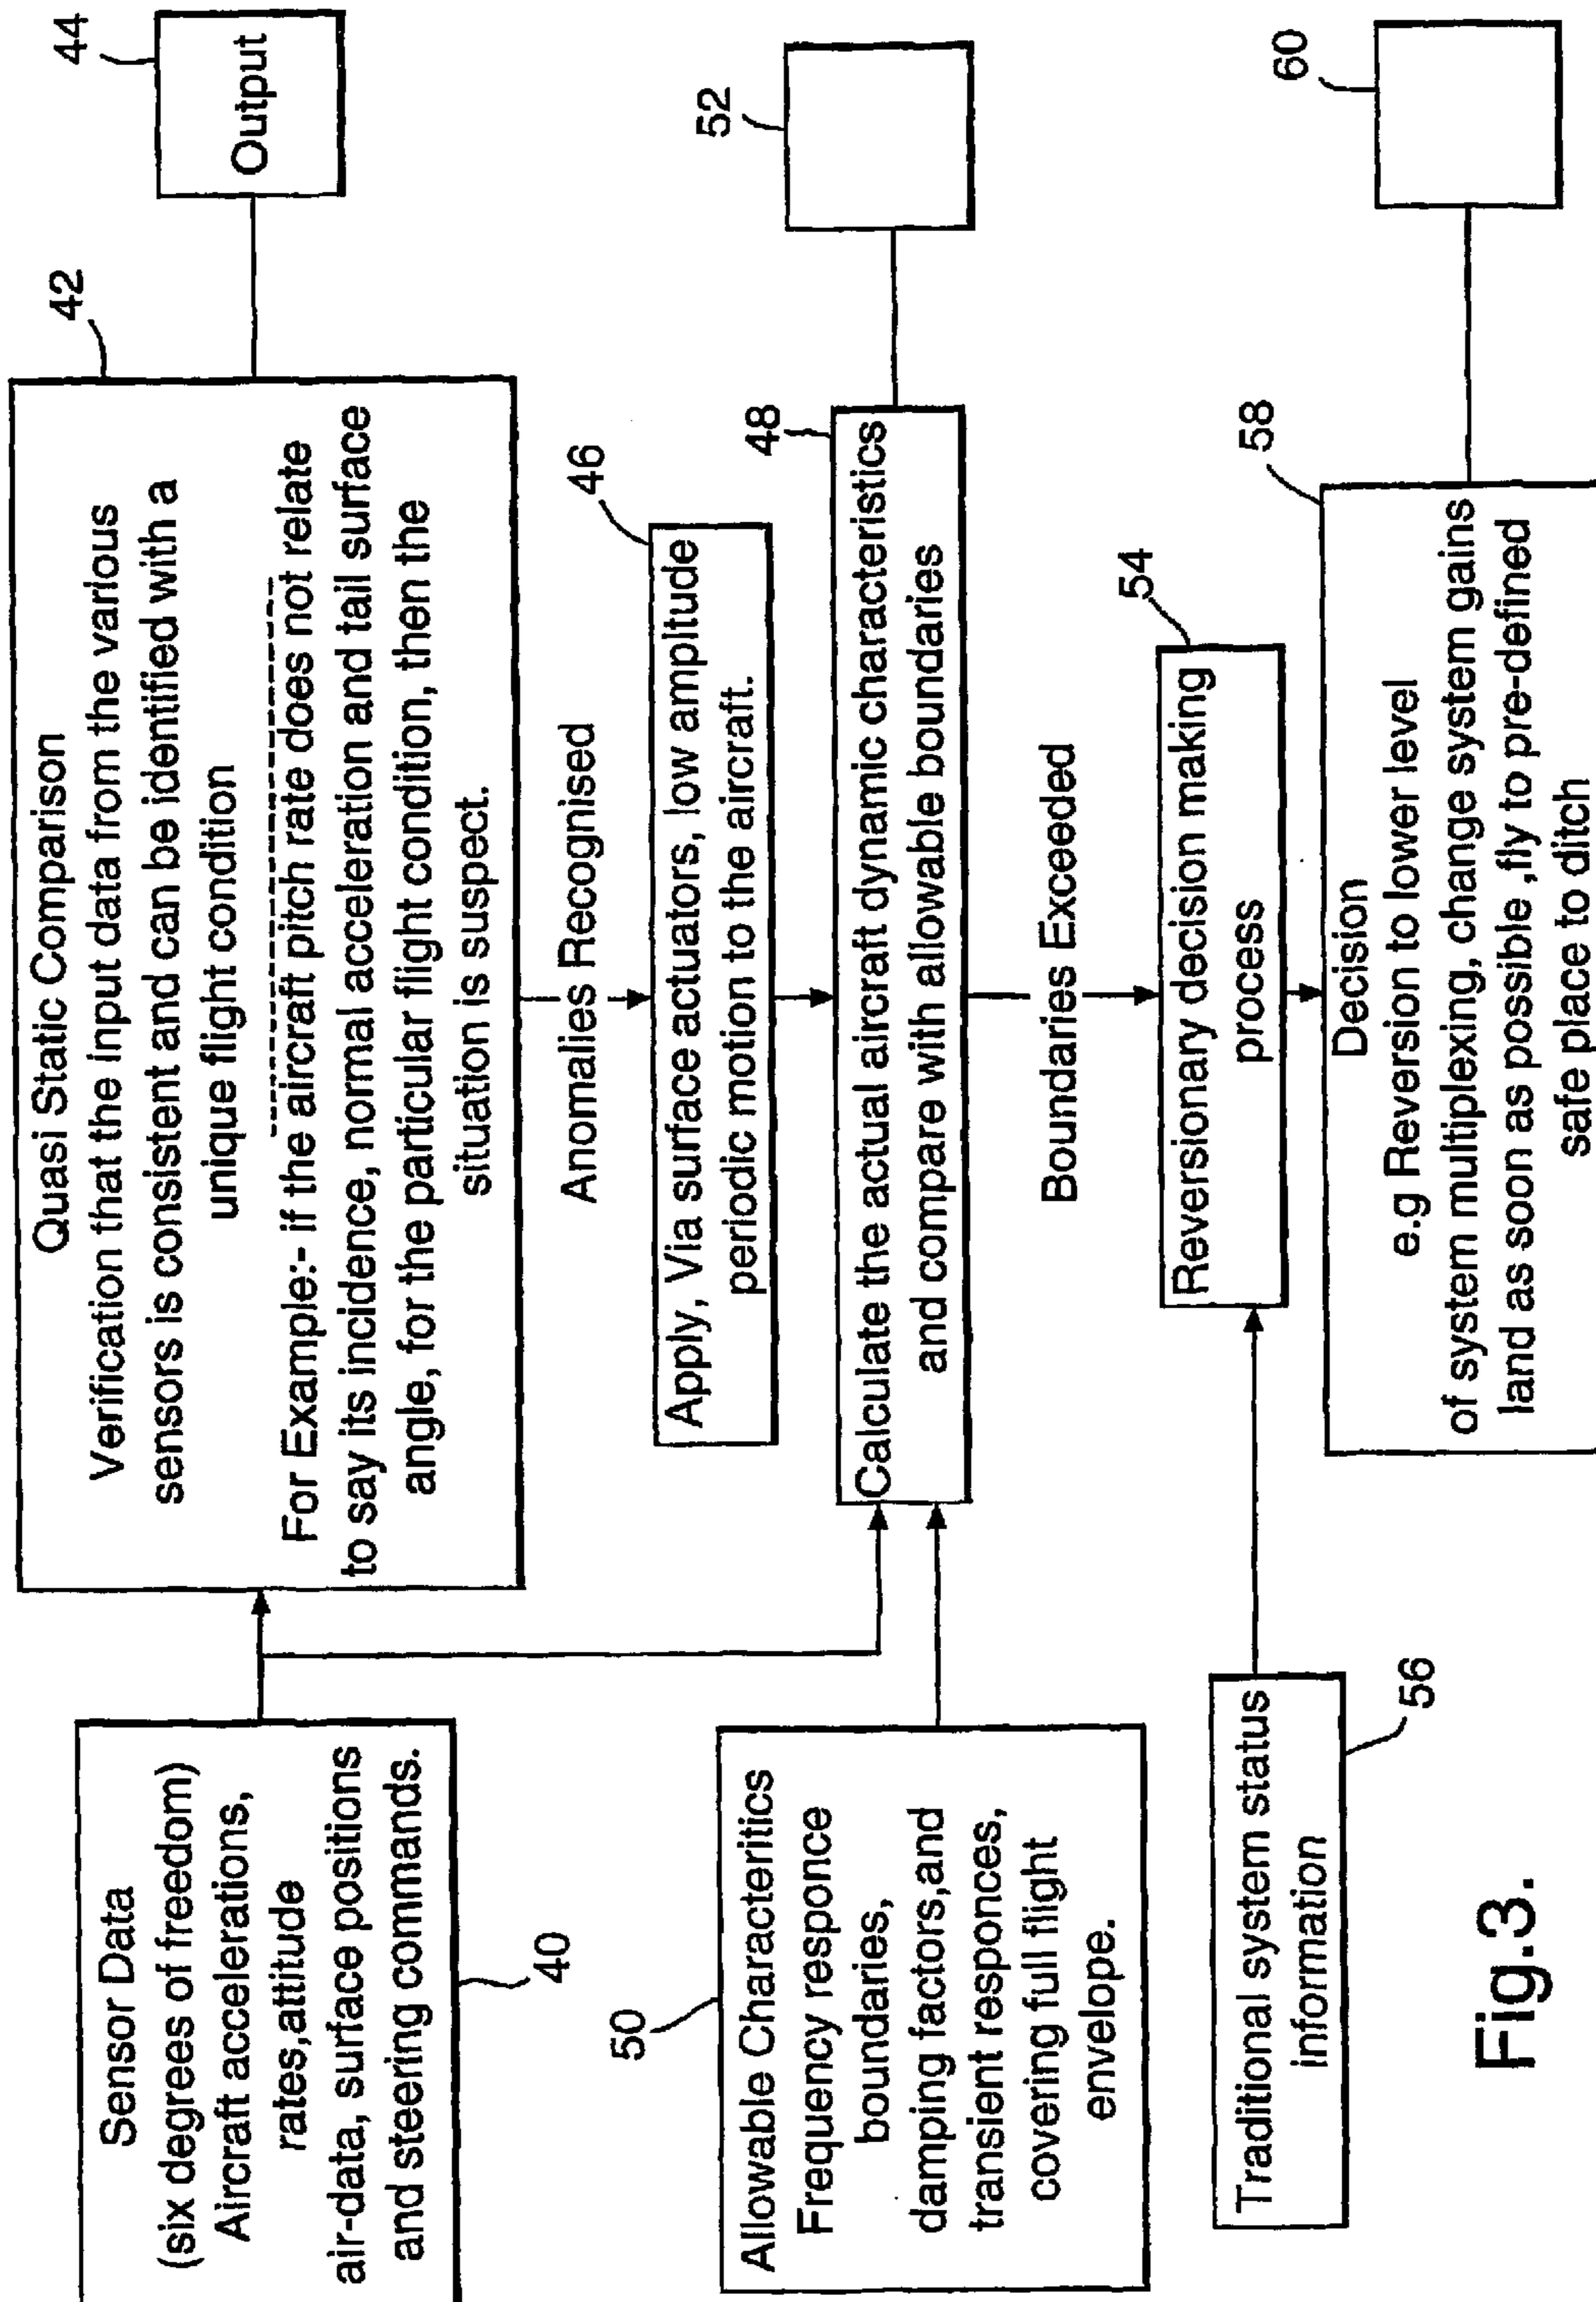 Sensor Data
(six degrees of freedom)
Aircraft accelerations,
rates,attitude
air-data, surface positions
and steering commands.
40
Quasi Static Comparison
Verification that the input data from the various
sensors is consistent and can be identified with a
unique flight condition
For Example:- if the aircraft pitch rate does not relate
to say its incidence, normal acceleration and tail surface
angle, for the particular flight condition, then the
situation is suspect.
42
Output
44
Anomalies Recognised
Apply, Via surface actuators, low ampltude
periodic motion to the aircraft.
46
50
Allowable Characteritics
Frequency responce
boundaries,
damping factors,and
transient responces,
covering full flight
envelope.
Calculate the actual aircraft dynamic characteristics
and compare with allowable boundaries
48
52
Boundaries Exceeded
Traditional system status
information
56
Reversionary decision making
process
54
Decision
e.g Reversion to lower level
of system multiplexing, change system gains
land as soon as possible ,fly to pre-defined
safe place to ditch
58
60
Fig.3.